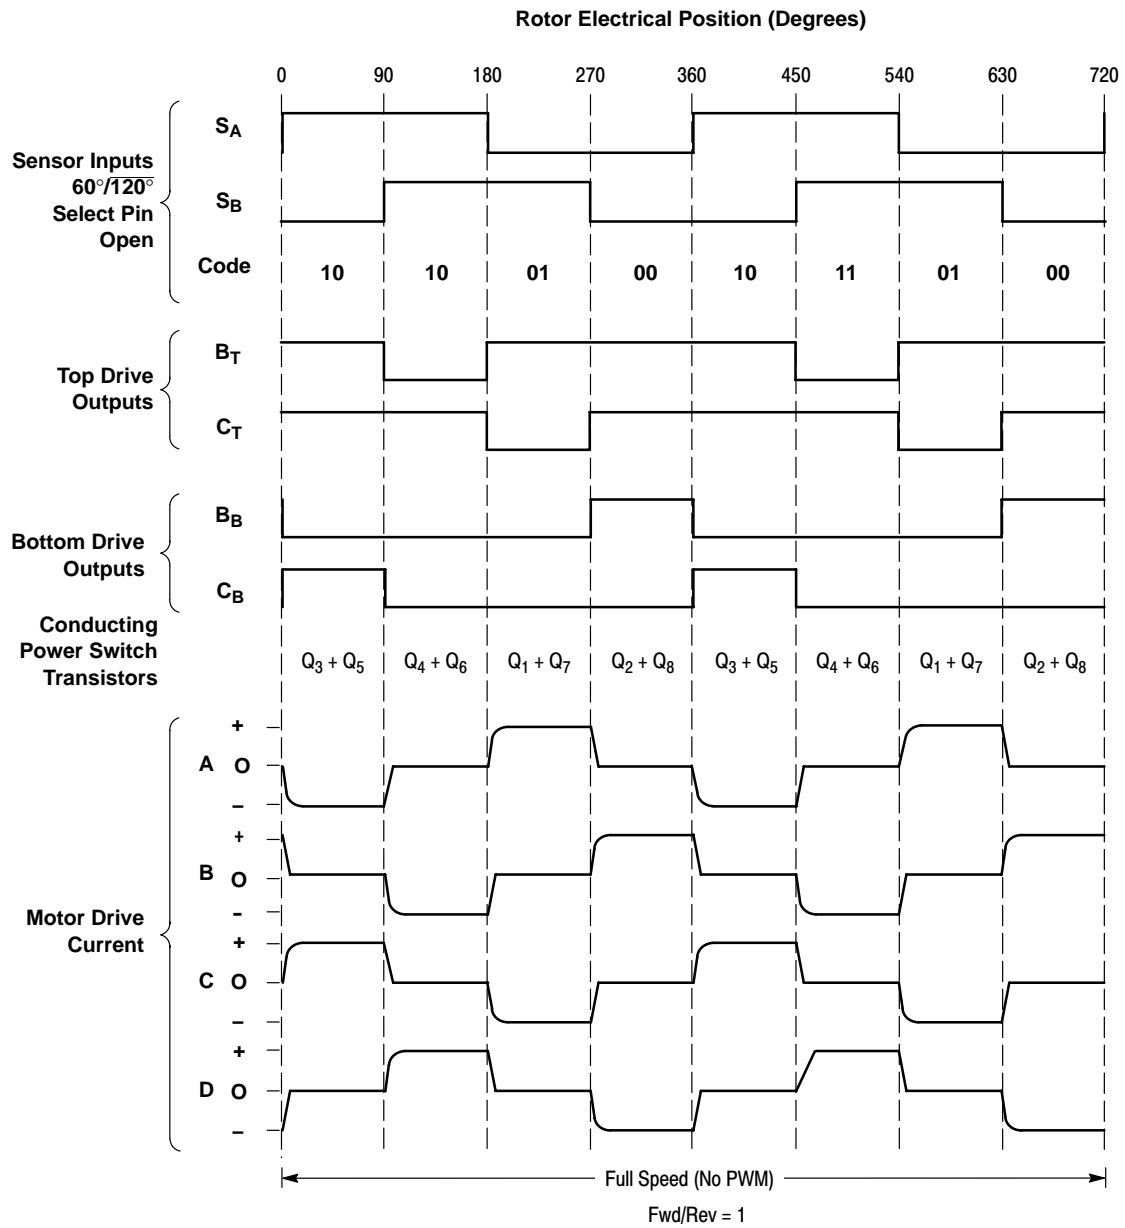 Rotor Electrical Position (Degrees)
0 90 180 270 360 450 540 630 720
Sensor Inputs
60°/120°
Select Pin
Open
SA
SB
Code 10 10 01 00 10 11 01 00
Top Drive
Outputs
BT
CT
Bottom Drive
Outputs
BB
CB
Conducting
Power Switch
Transistors
Q3 + Q5 Q4 + Q6 Q1 + Q7 Q2 + Q8 Q3 + Q5 Q4 + Q6 Q1 + Q7 Q2 + Q8
Motor Drive
Current
+
A O
–
+
B O
–
+
C O
–
+
D O
–
Full Speed (No PWM)
Fwd/Rev = 1